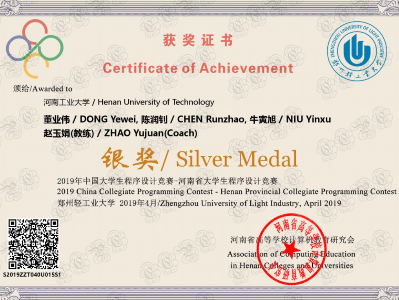 获奖证书
Certificate of Achievement
颁给/Awarded to
河南工业大学 / Henan University of Technology
董业伟 / DONG Yewei, 陈润钊 / CHEN Runzhao, 牛寅旭 / NIU Yinxu
赵玉娟(教练) / ZHAO Yujuan(Coach)
银奖/ Silver Medal
2019年中国大学生程序设计竞赛-河南省大学生程序设计竞赛
2019 China Collegiate Programming Contest - Henan Provincial Collegiate Programming Contest
郑州轻工业大学 2019年4月/Zhengzhou University of Light Industry, April 2019
河南省高等学校计算机教育研究会
Association of Computing Education
in Henan Colleges and Universities
S2019ZZT040U015S1